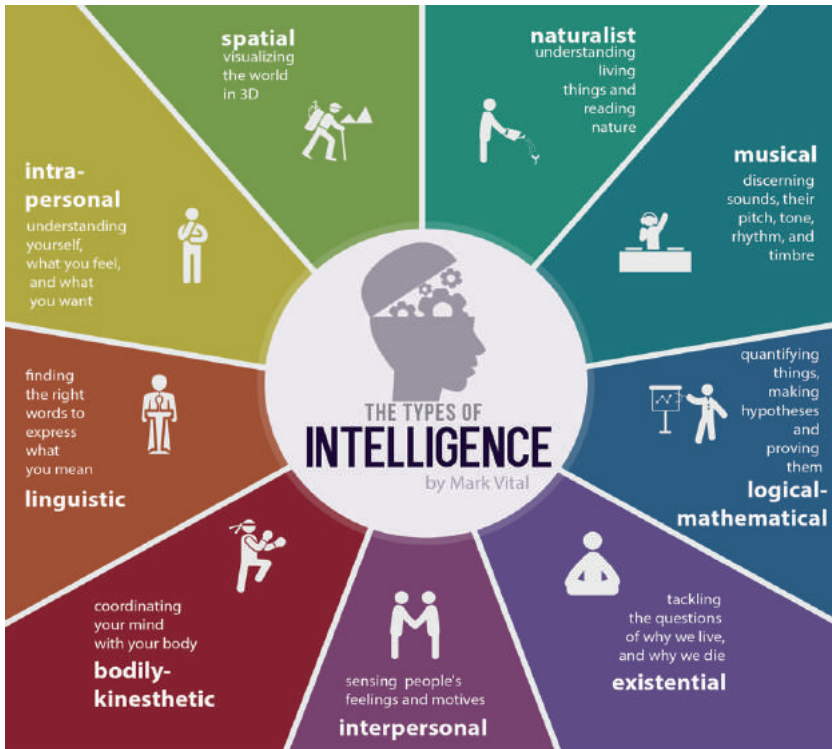 spatial
visualizing
the world
in 3D
naturalist
understanding
living
things and
reading
nature
musical
discerning
sounds, their
pitch, tone,
rhythm, and
timbre
quantifying
things,
making
hypotheses
and
proving
them
logical-
mathematical
tackling
the questions
of why we live,
and why we die
existential
sensing people's
feelings and motives
interpersonal
coordinating
your mind
with your body
bodily-
kinesthetic
finding
the right
words to
express
what
you mean
linguistic
intra-
personal
understanding
yourself,
what you feel,
and what
you want
THE TYPES OF
INTELLIGENCE
by Mark Vital